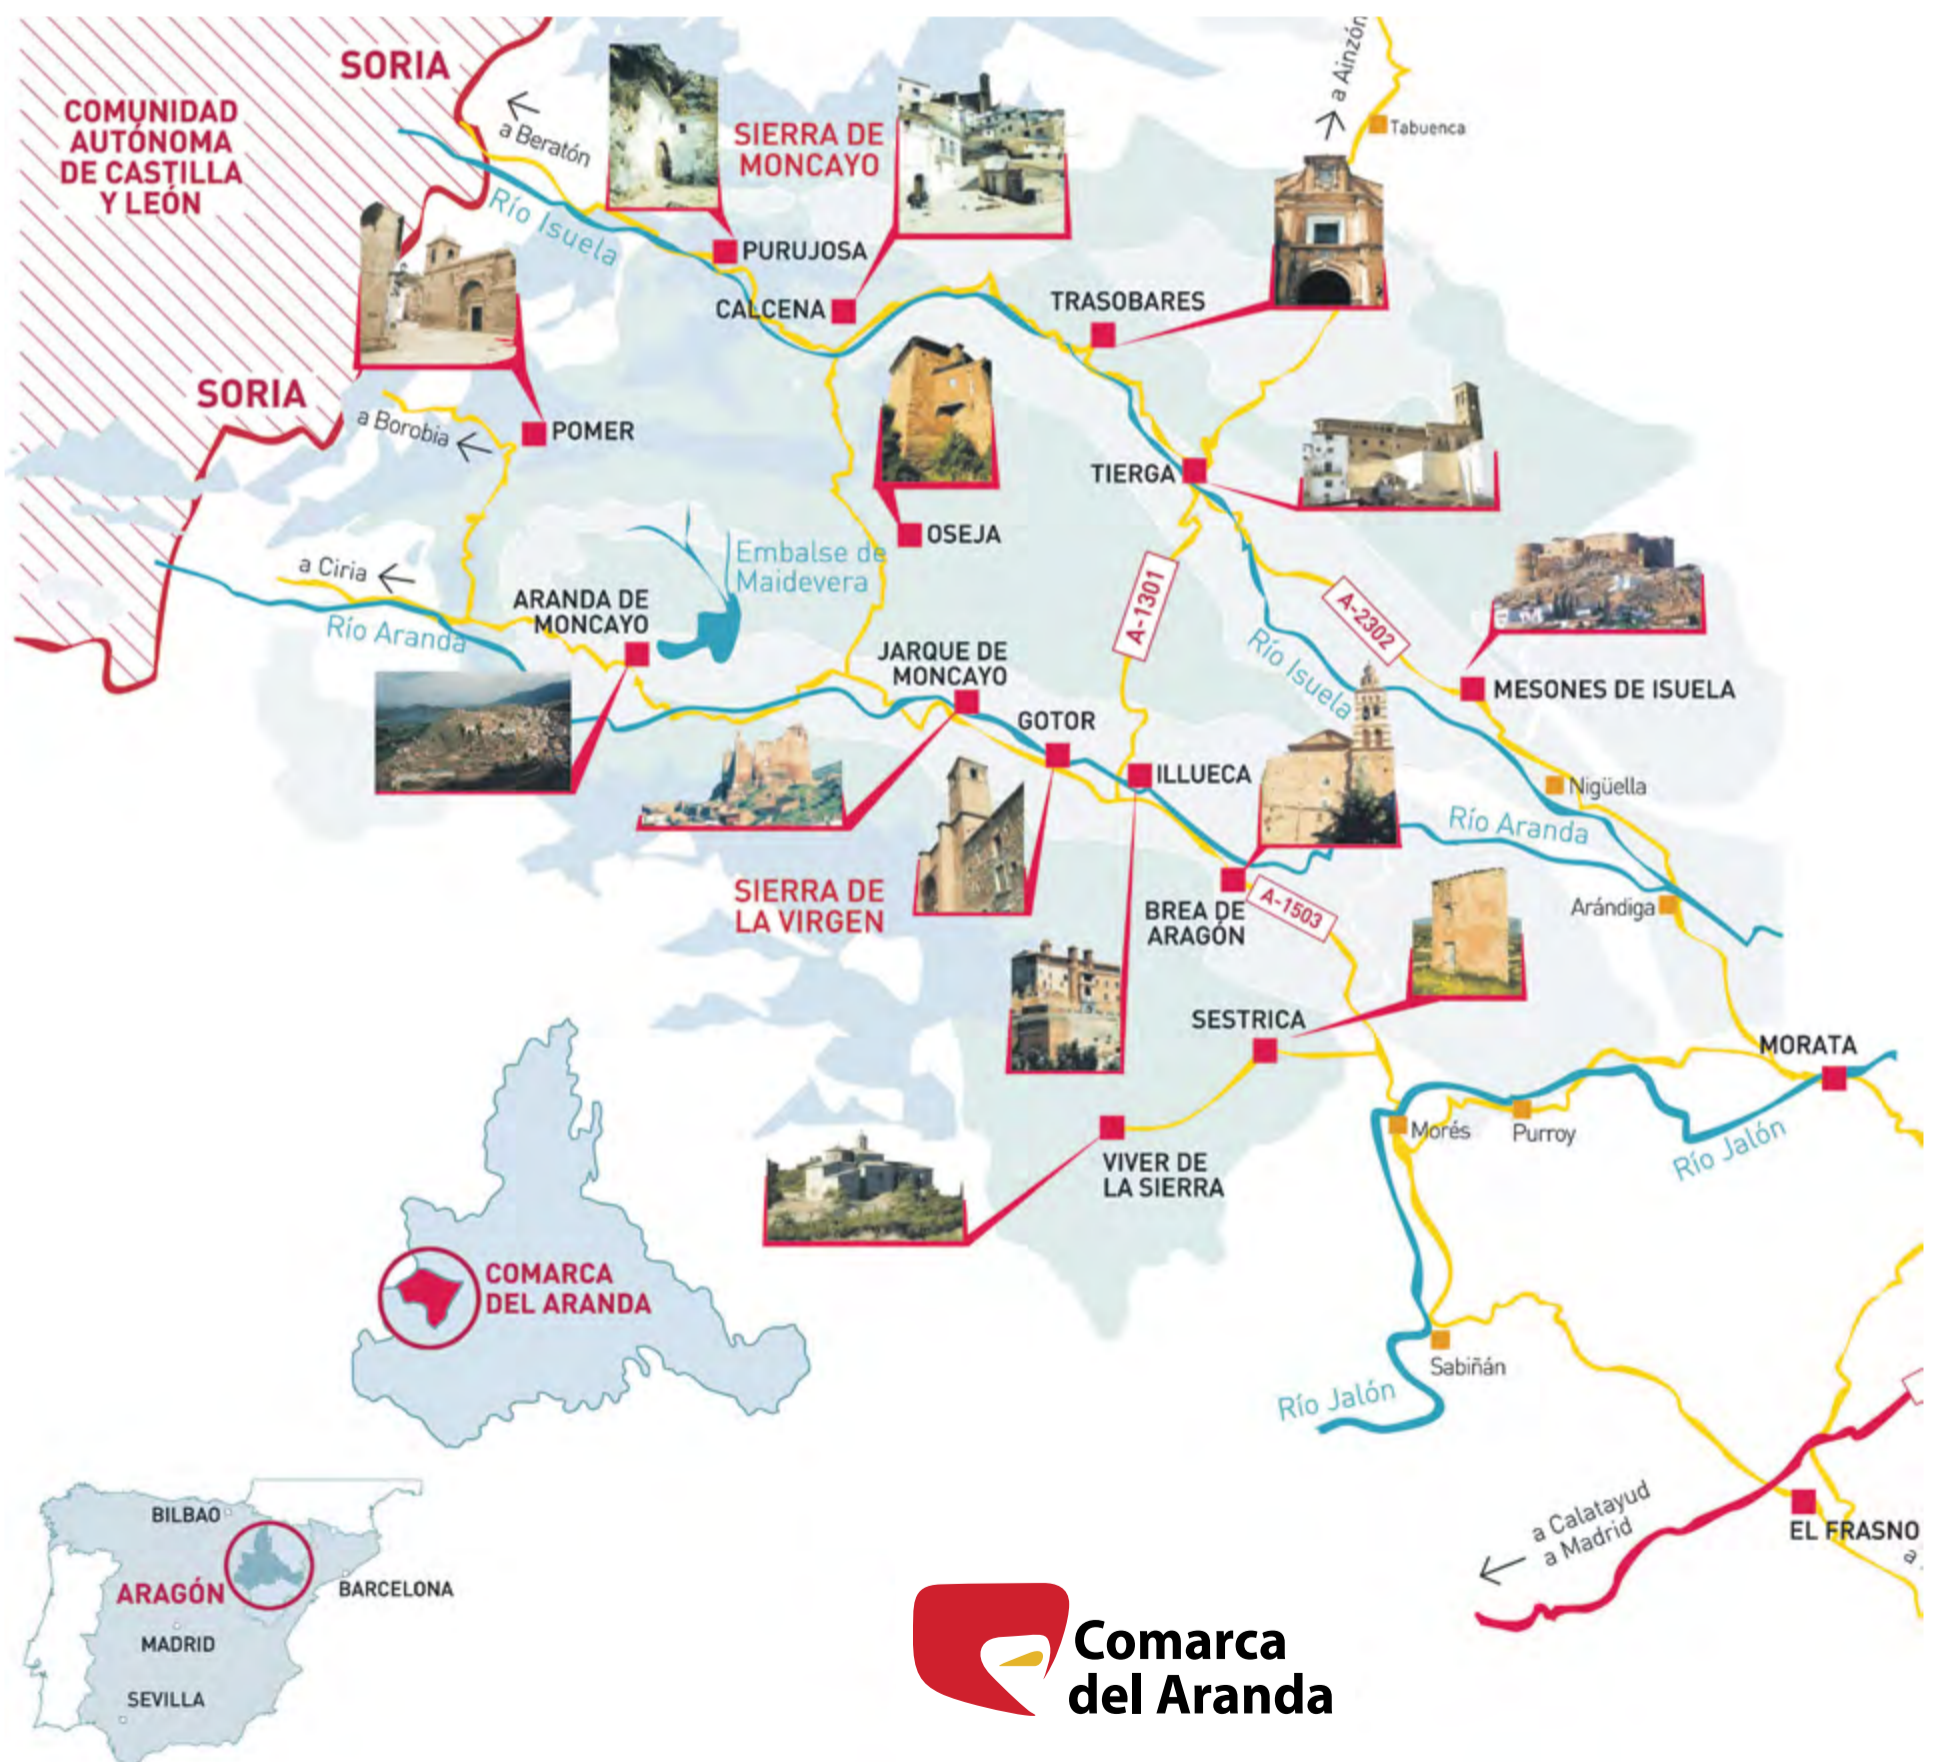 SORIA
COMUNIDAD
AUTÓNOMA
DE CASTILLA
Y LEÓN
a Beratón
SIERRA DE
MONCAYO
a Ainzón
Tabuenca
Río Isuela
PURUJOSA
CALCENA
TRASOBARES
SORIA
a Borobia
POMER
TIERGA
OSEJA
Embalse de
Maidevera
a Ciria
ARANDA DE
MONCAYO
Río Aranda
A-1301
A-2302
JARQUE DE
MONCAYO
Río Isuela
MESONES DE ISUELA
GOTOR
ILLUECA
Nigüella
Río Aranda
SIERRA DE
LA VIRGEN
BREA DE
ARAGÓN
A-1503
Arándiga
SESTRICA
MORATA
Morés
Purroy
Río Jalón
VIVER DE
LA SIERRA
COMARCA
DEL ARANDA
Sabiñán
Río Jalón
a Calatayud
a Madrid
EL FRASNO
a
BILBAO
ARAGÓN
BARCELONA
MADRID
SEVILLA
Comarca
del Aranda